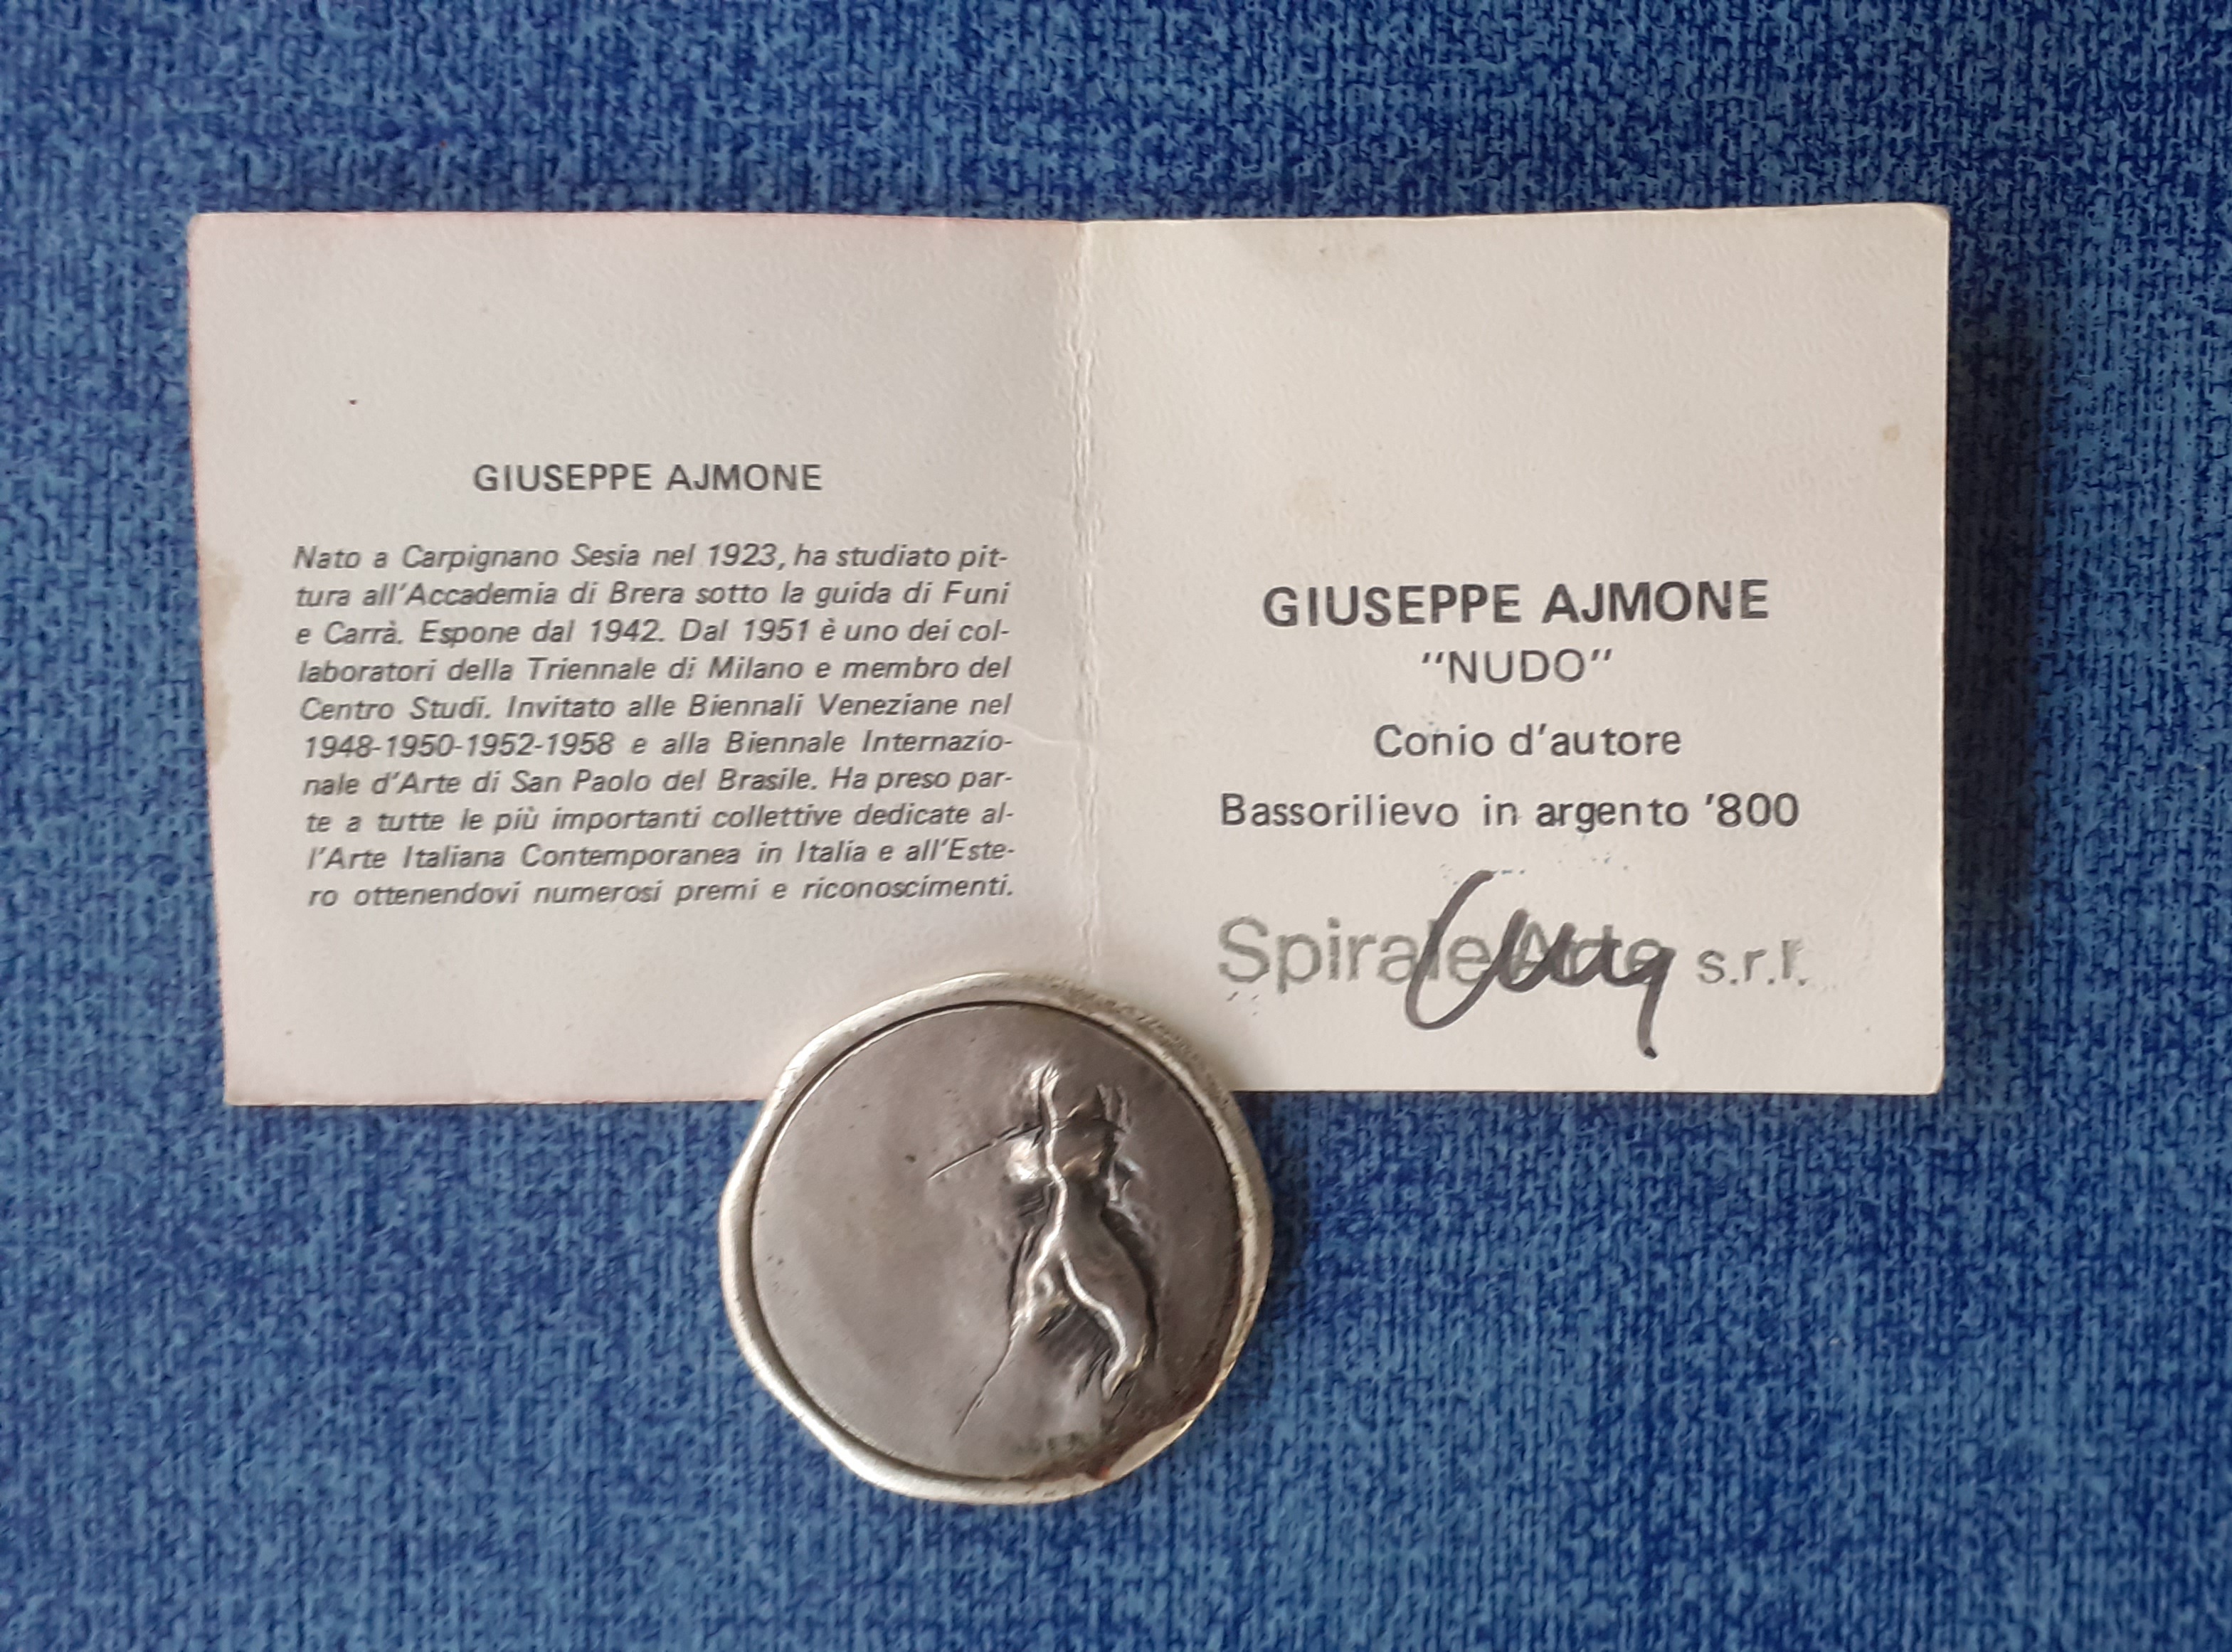 GIUSEPPE AJMONE
Nato a Carpignano Sesia nel 1923, ha studiato pit-
tura all'Accademia di Brera sotto la guida di Funi
e Carrà. Espone dal 1942. Dal 1951 è uno dei col-
laboratori della Triennale di Milano e membro del
Centro Studi. Invitato alle Biennali Veneziane nel
1948-1950-1952-1958 e alla Biennale Internazio-
nale d'Arte di San Paolo del Brasile. Ha preso par-
te a tutte le più importanti collettive dedicate al-
l'Arte Italiana Contemporanea in Italia e all'Este-
ro ottenendovi numerosi premi e riconoscimenti.
GIUSEPPE AJMONE
"NUDO"
Conio d'autore
Bassorilievo in argento '800
Spirale Arte s.r.l.